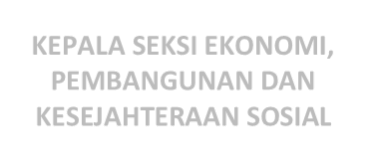 KEPALA SEKSI EKONOMI,
PEMBANGUNAN DAN
KESEJAHTERAAN SOSIAL